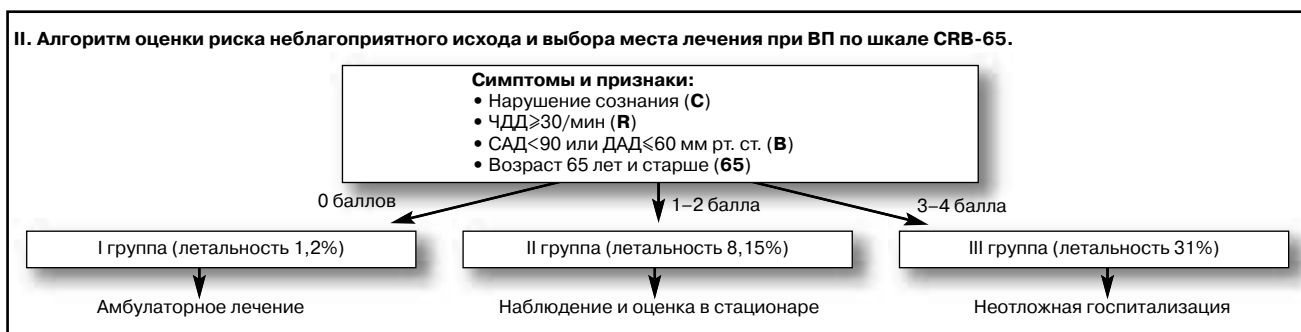 II. Алгоритм оценки риска неблагоприятного исхода и выбора места лечения при ВП по шкале CRB-65.
Симптомы и признаки:
• Нарушение сознания (С)
• ЧДД⩾30/мин (R)
• САД<90 или ДАД⩽60 мм рт. ст. (В)
• Возраст 65 лет и старше (65)
0 баллов
1–2 балла
3–4 балла
I группа (летальность 1,2%)
II группа (летальность 8,15%)
III группа (летальность 31%)
Амбулаторное лечение
Наблюдение и оценка в стационаре
Неотложная госпитализация